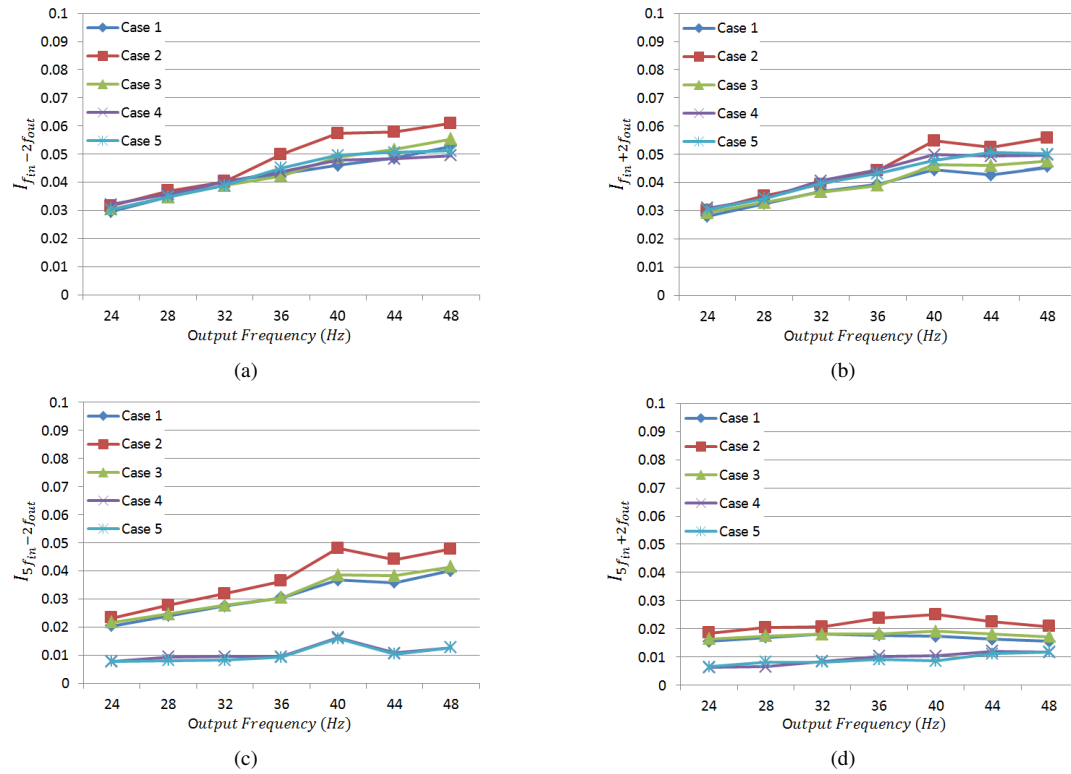 0.1
0.09
0.08
0.07
0.06
0.05
0.04
0.03
0.02
0.01
0
Case 1
Case 2
Case 3
Case 4
Case 5
I_{f_{in}-2f_{out}}
24 28 32 36 40 44 48
Output Frequency (Hz)
(a)
0.1
0.09
0.08
0.07
0.06
0.05
0.04
0.03
0.02
0.01
0
Case 1
Case 2
Case 3
Case 4
Case 5
I_{f_{in}+2f_{out}}
24 28 32 36 40 44 48
Output Frequency (Hz)
(b)
0.1
0.09
0.08
0.07
0.06
0.05
0.04
0.03
0.02
0.01
0
Case 1
Case 2
Case 3
Case 4
Case 5
I_{5f_{in}-2f_{out}}
24 28 32 36 40 44 48
Output Frequency (Hz)
(c)
0.1
0.09
0.08
0.07
0.06
0.05
0.04
0.03
0.02
0.01
0
Case 1
Case 2
Case 3
Case 4
Case 5
I_{5f_{in}+2f_{out}}
24 28 32 36 40 44 48
Output Frequency (Hz)
(d)